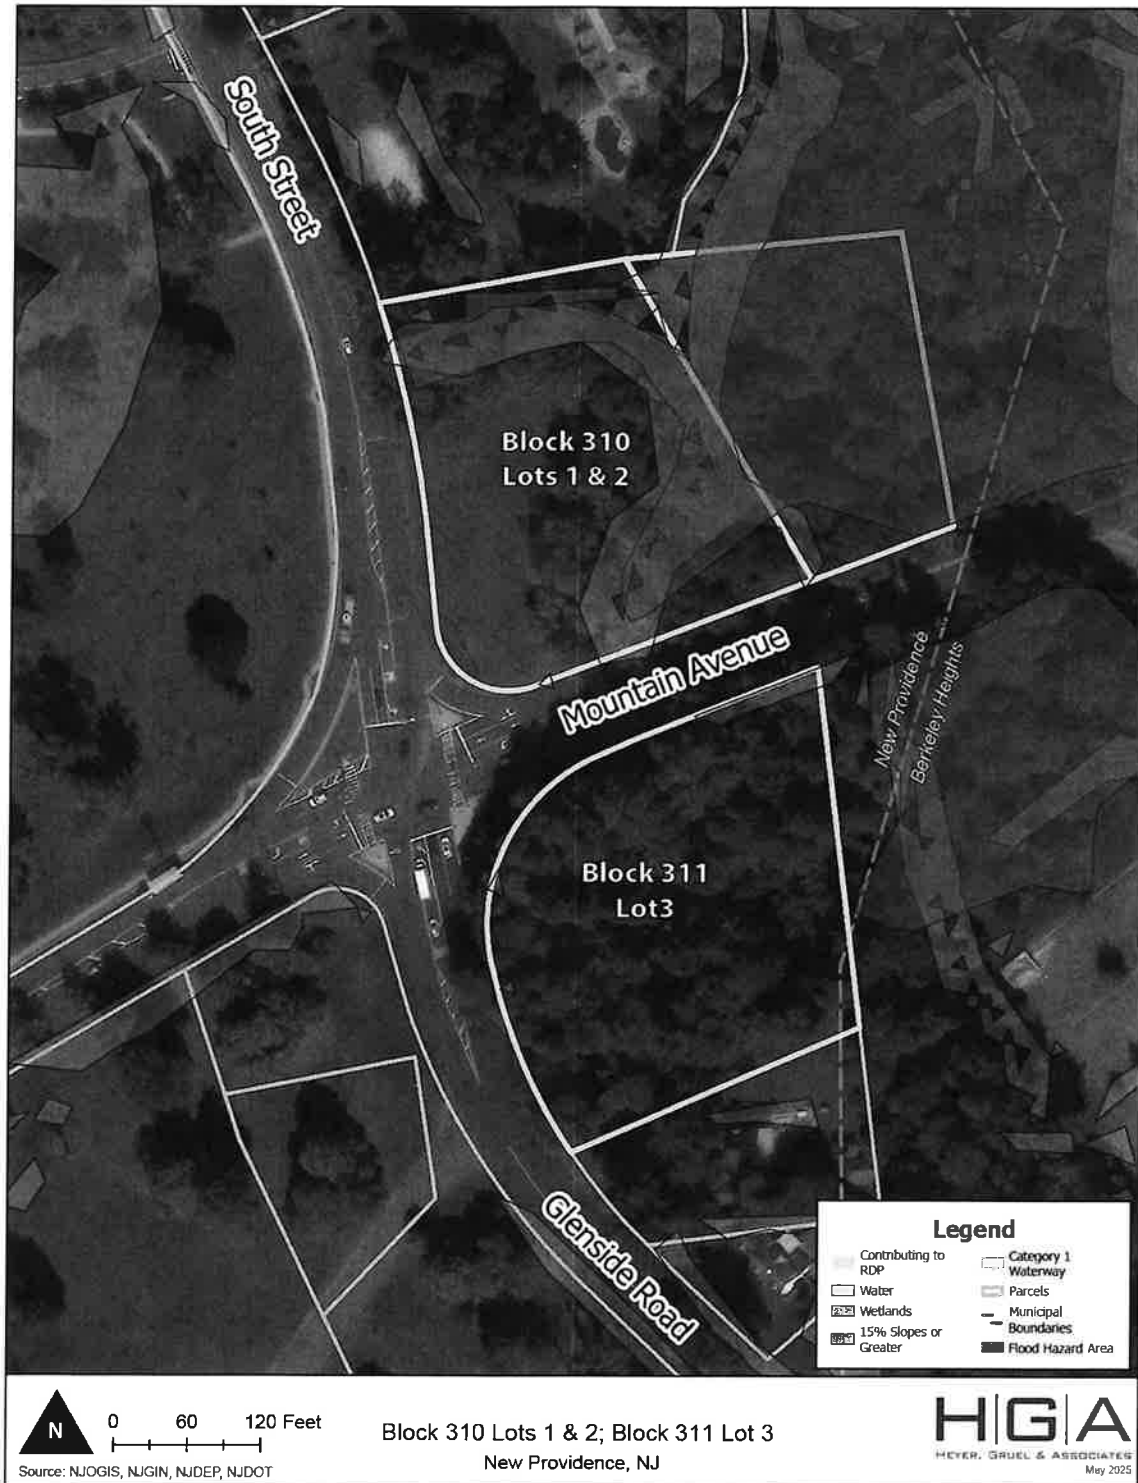 South Street
Block 310
Lots 1 & 2
Mountain Avenue
New Providence
Berkeley Heights
Block 311
Lot3
Glenside Road
Legend
Contributing to
RDP
Water
Wetlands
15% Slopes or
Greater
Category 1
Waterway
Parcels
Municipal
Boundaries
Flood Hazard Area
N
0 60 120 Feet
Source: NJOGIS, NJGIN, NJDEP, NJDOT
Block 310 Lots 1 & 2; Block 311 Lot 3
New Providence, NJ
H|G|A
HEYER, GRUEL & ASSOCIATES
May 2025